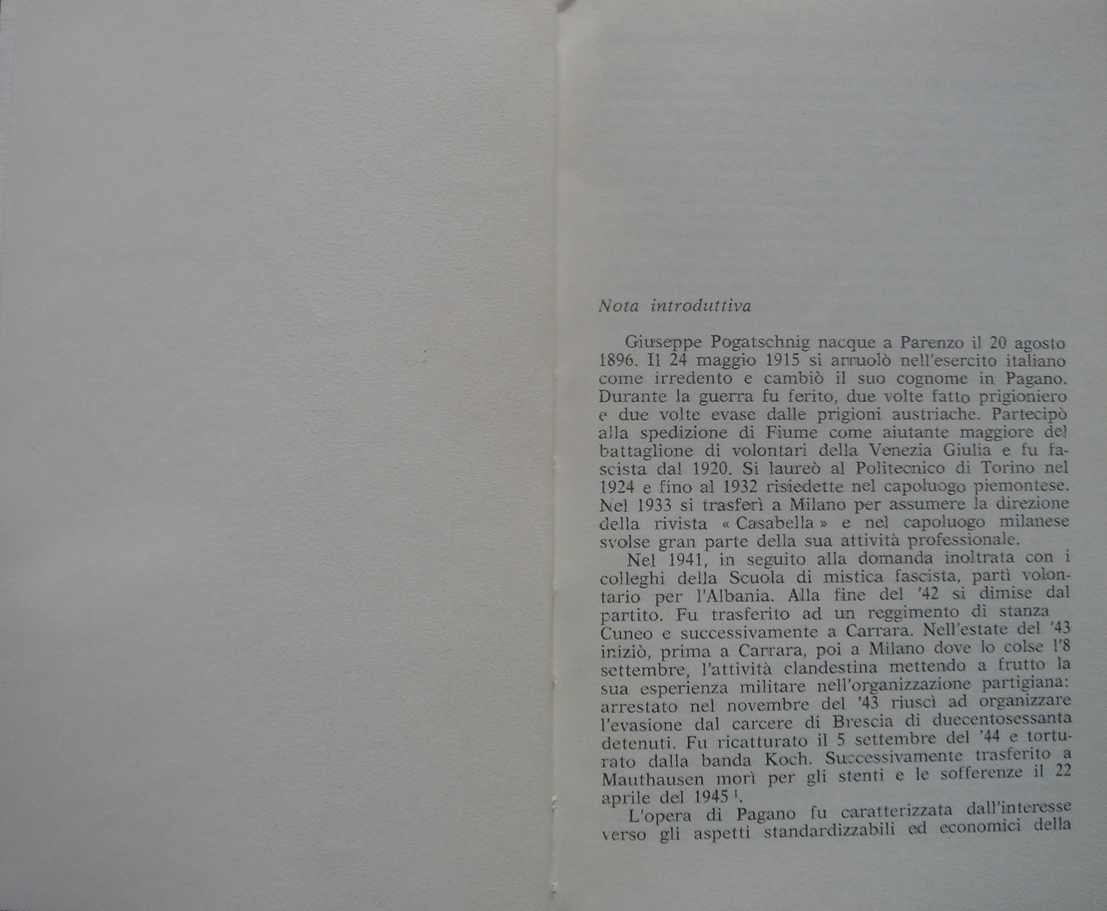 Nota introduttiva
Giuseppe Pogatschnig nacque a Parenzo il 20 agosto
1896. Il 24 maggio 1915 si arruolò nell'esercito italiano
come irredento e cambiò il suo cognome in Pagano.
Durante la guerra fu ferito, due volte fatto prigioniero
e due volte evase dalle prigioni austriache. Partecipò
alla spedizione di Fiume come aiutante maggiore del
battaglione di volontari della Venezia Giulia e fu fa-
scista dal 1920. Si laureò al Politecnico di Torino nel
1924 e fino al 1932 risiedette nel capoluogo piemontese.
Nel 1933 si trasferì a Milano per assumere la direzione
della rivista « Casabella » e nel capoluogo milanese
svolse gran parte della sua attività professionale.
Nel 1941, in seguito alla domanda inoltrata con i
colleghi della Scuola di mistica fascista, partì volon-
tario per l'Albania. Alla fine del '42 si dimise dal
partito. Fu trasferito ad un reggimento di stanza
Cuneo e successivamente a Carrara. Nell'estate del '43
iniziò, prima a Carrara, poi a Milano dove lo colse l'8
settembre, l'attività clandestina mettendo a frutto la
sua esperienza militare nell'organizzazione partigiana:
arrestato nel novembre del '43 riuscì ad organizzare
l'evasione dal carcere di Brescia di duecentosessanta
detenuti. Fu ricatturato il 5 settembre del '44 e tortu-
rato dalla banda Koch. Successivamente trasferito a
Mauthausen morì per gli stenti e le sofferenze il 22
aprile del 1945 ¹.
L'opera di Pagano fu caratterizzata dall'interesse
verso gli aspetti standardizzabili ed economici della